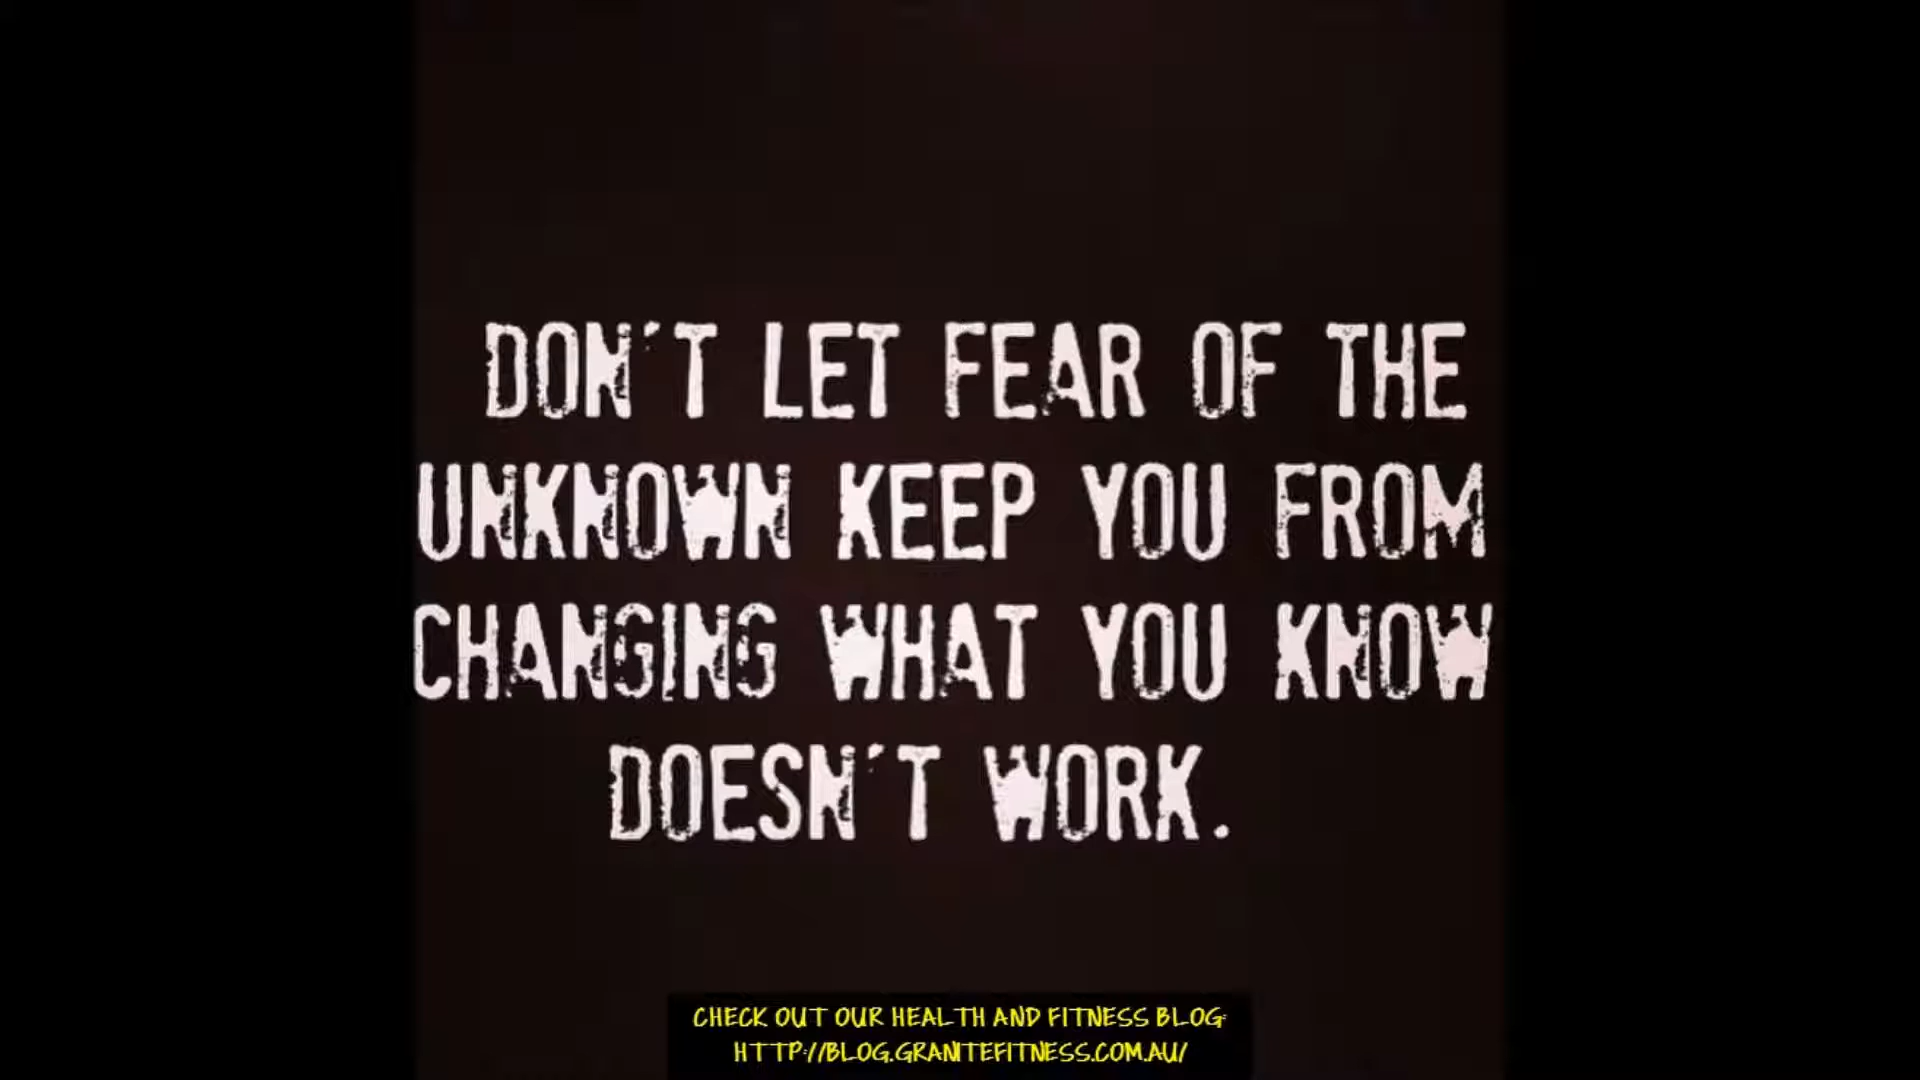 DON'T LET FEAR OF THE
UNKNOWN KEEP YOU FROM
CHANGING WHAT YOU KNOW
DOESN'T WORK.
CHECK OUT OUR HEALTH AND FITNESS BLOG:
HTTP://BLOG.GRANITEFITNESS.COM.AU/